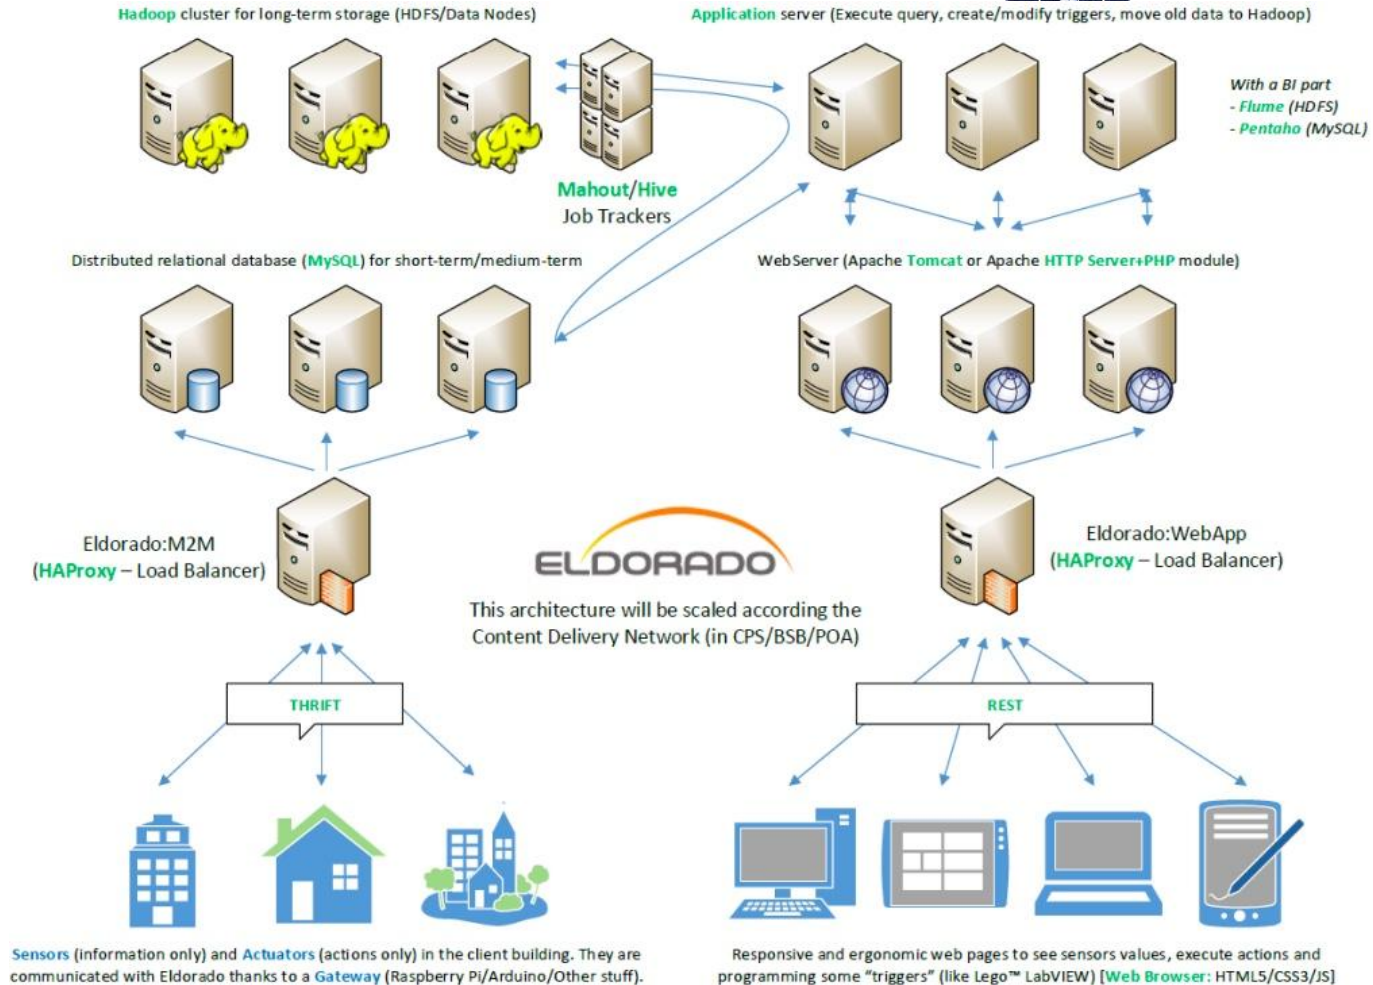 Hadoop cluster for long-term storage (HDFS/Data Nodes)
Application server (Execute query, create/modify triggers, move old data to Hadoop)
With a BI part
- Flume (HDFS)
- Pentaho (MySQL)
Mahout/Hive
Job Trackers
Distributed relational database (MySQL) for short-term/medium-term
WebServer (Apache Tomcat or Apache HTTP Server+PHP module)
Eldorado:M2M
(HAProxy – Load Balancer)
ELDORADO
This architecture will be scaled according the
Content Delivery Network (in CPS/BSB/POA)
Eldorado:WebApp
(HAProxy – Load Balancer)
THRIFT
REST
Sensors (information only) and Actuators (actions only) in the client building. They are
communicated with Eldorado thanks to a Gateway (Raspberry Pi/Arduino/Other stuff).
Responsive and ergonomic web pages to see sensors values, execute actions and
programming some “triggers” (like Lego™ LabVIEW) [Web Browser: HTML5/CSS3/JS]